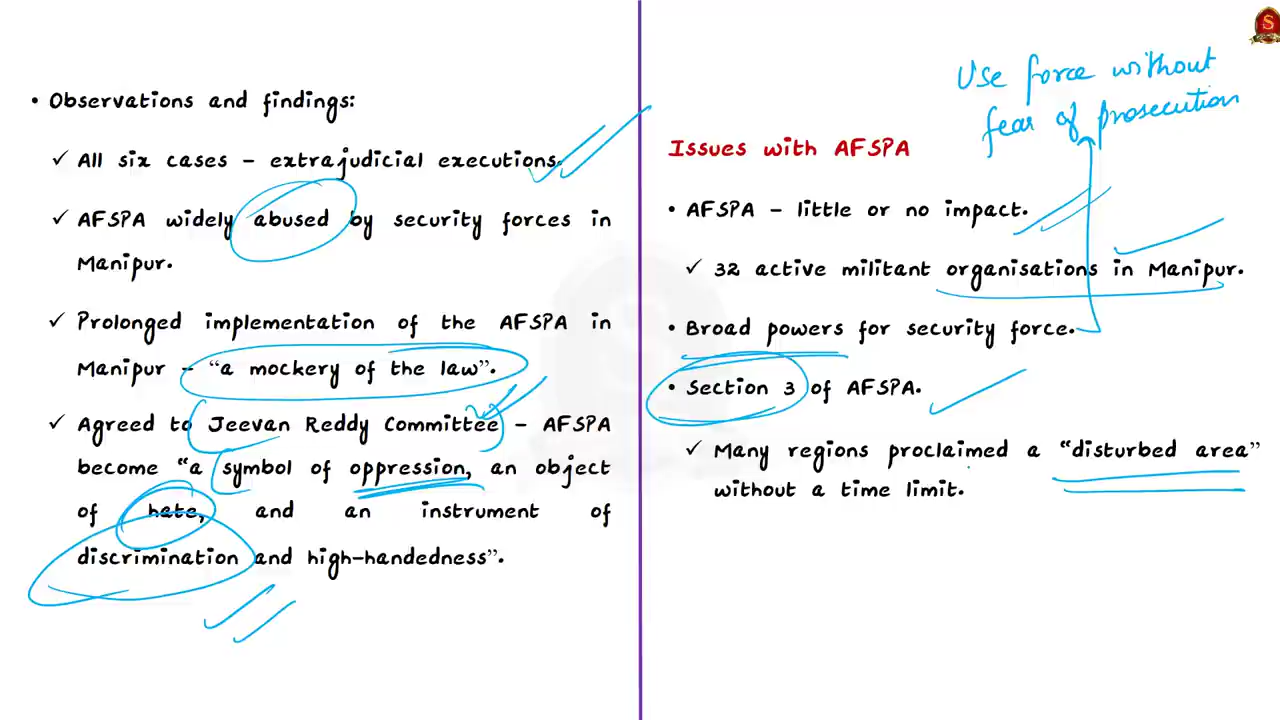 • Observations and findings:
✓ All six cases – extrajudicial executions.
✓ AFSPA widely abused by security forces in
Manipur.
✓ Prolonged implementation of the AFSPA in
Manipur – “a mockery of the law”.
✓ Agreed to Jeevan Reddy Committee – AFSPA
become “a symbol of oppression, an object
of hate, and an instrument of
discrimination and high-handedness”.
Use force without
fear of prosecution
Issues with AFSPA
• AFSPA – little or no impact.
✓ 32 active militant organisations in Manipur.
• Broad powers for security force.
• Section 3 of AFSPA.
✓ Many regions proclaimed a “disturbed area”
without a time limit.
S